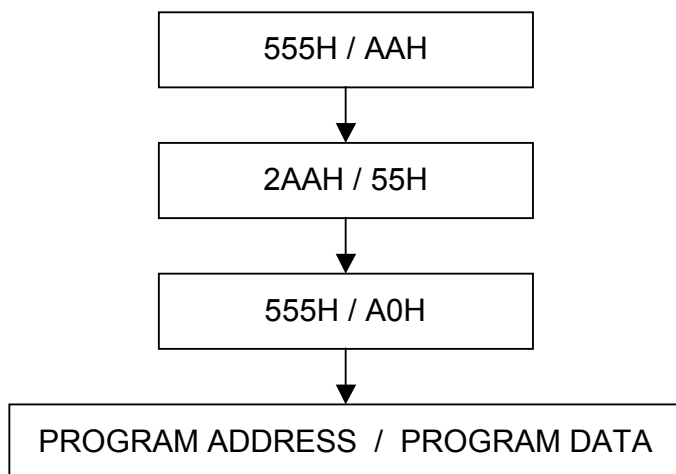 555H / AAH
2AAH / 55H
555H / A0H
PROGRAM ADDRESS / PROGRAM DATA